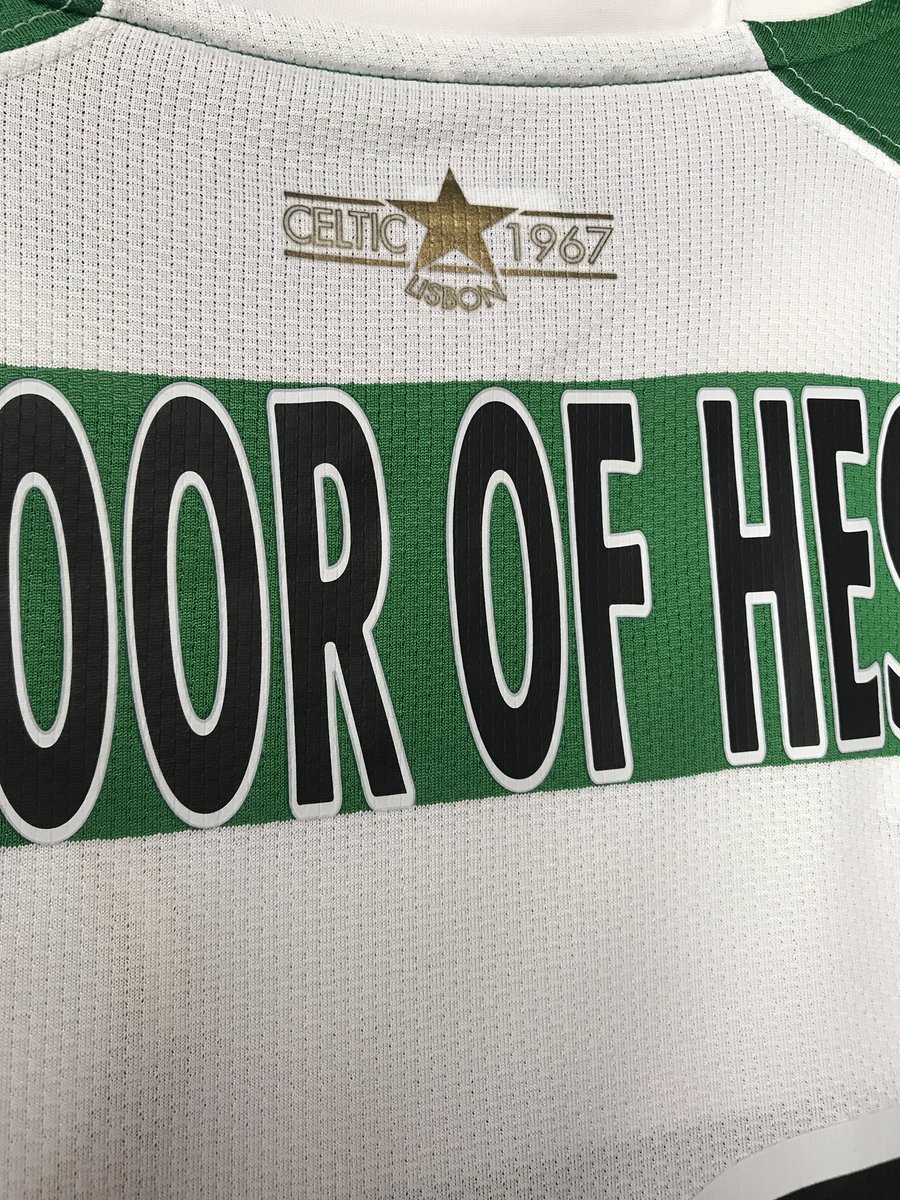 CELTIC 1967
LISBON
OOR OF HES